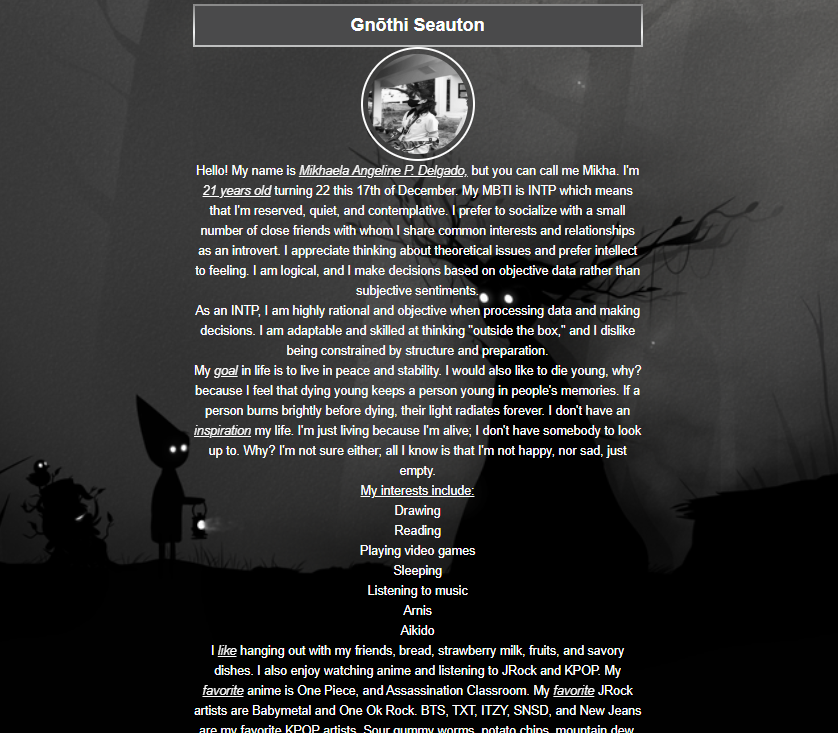 Gnōthi Seauton
Hello! My name is Mikhaela Angeline P. Delgado, but you can call me Mikha. I'm
21 years old turning 22 this 17th of December. My MBTI is INTP which means
that I'm reserved, quiet, and contemplative. I prefer to socialize with a small
number of close friends with whom I share common interests and relationships
as an introvert. I appreciate thinking about theoretical issues and prefer intellect
to feeling. I am logical, and I make decisions based on objective data rather than
subjective sentiments.
As an INTP, I am highly rational and objective when processing data and making
decisions. I am adaptable and skilled at thinking "outside the box," and I dislike
being constrained by structure and preparation.
My goal in life is to live in peace and stability. I would also like to die young, why?
because I feel that dying young keeps a person young in people's memories. If a
person burns brightly before dying, their light radiates forever. I don't have an
inspiration my life. I'm just living because I'm alive; I don't have somebody to look
up to. Why? I'm not sure either; all I know is that I'm not happy, nor sad, just
empty.
My interests include:
Drawing
Reading
Playing video games
Sleeping
Listening to music
Arnis
Aikido
I like hanging out with my friends, bread, strawberry milk, fruits, and savory
dishes. I also enjoy watching anime and listening to JRock and KPOP. My
favorite anime is One Piece, and Assassination Classroom. My favorite JRock
artists are Babymetal and One Ok Rock. BTS, TXT, ITZY, SNSD, and New Jeans
are my favorite KPOP artists. Sour gummy worms, potato chips, mountain dew,